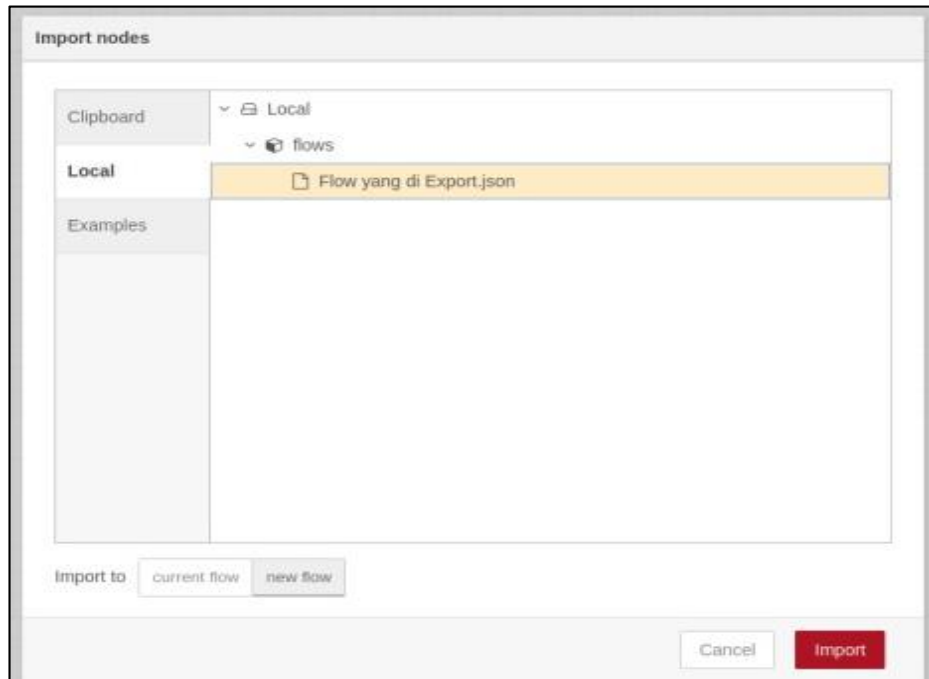 Import nodes
Clipboard
Local
Examples
Local
flows
Flow yang di Export.json
Import to current flow new flow
Cancel Import